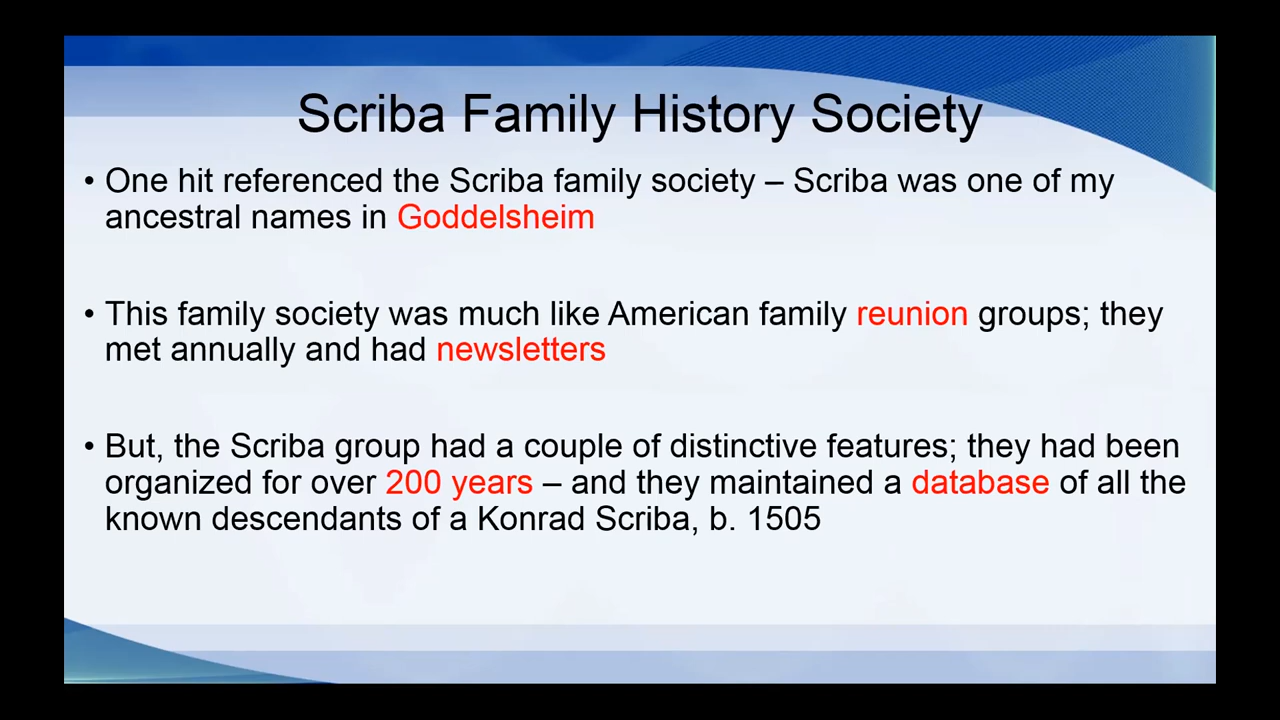 Scriba Family History Society
• One hit referenced the Scriba family society – Scriba was one of my
ancestral names in Goddelsheim
• This family society was much like American family reunion groups; they
met annually and had newsletters
• But, the Scriba group had a couple of distinctive features; they had been
organized for over 200 years – and they maintained a database of all the
known descendants of a Konrad Scriba, b. 1505